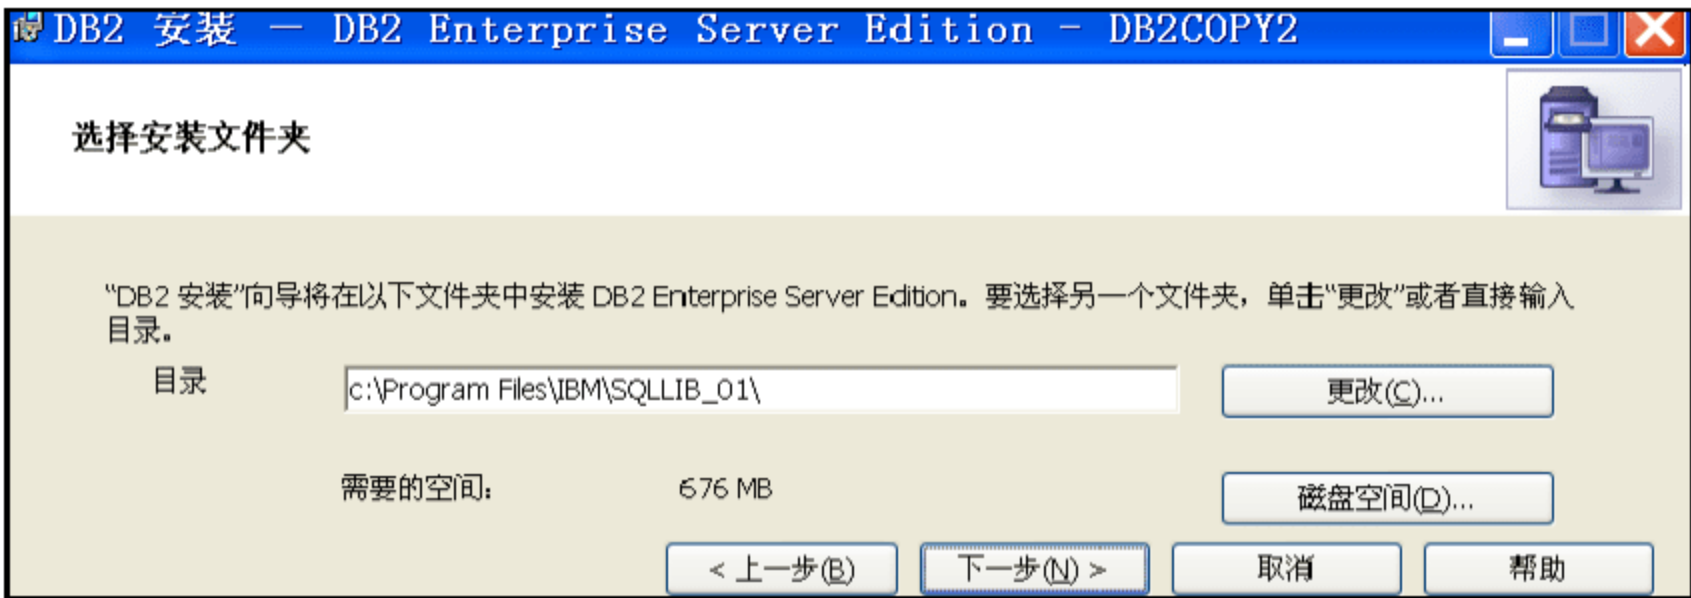 DB2 安装 - DB2 Enterprise Server Edition - DB2COPY2
选择安装文件夹
“DB2 安装”向导将在以下文件夹中安装 DB2 Enterprise Server Edition。要选择另一个文件夹，单击“更改”或者直接输入
目录。
目录 c:\Program Files\IBM\SQLLIB_01\ 更改(C)...
需要的空间： 676 MB 磁盘空间(D)...
< 上一步(B) 下一步(N) > 取消 帮助